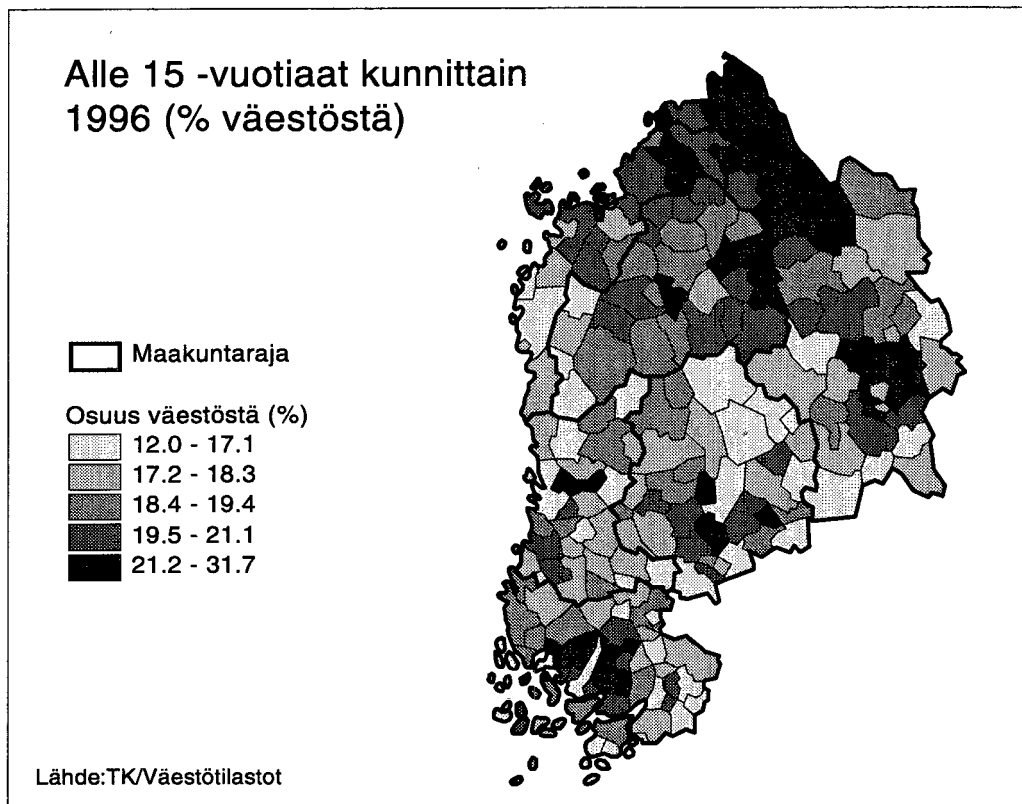 Alle 15 -vuotiaat kunnittain
1996 (% väestöstä)
Maakuntaraja
Osuus väestöstä (%)
12.0 - 17.1
17.2 - 18.3
18.4 - 19.4
19.5 - 21.1
21.2 - 31.7
Lähde:TK/Väestötilastot